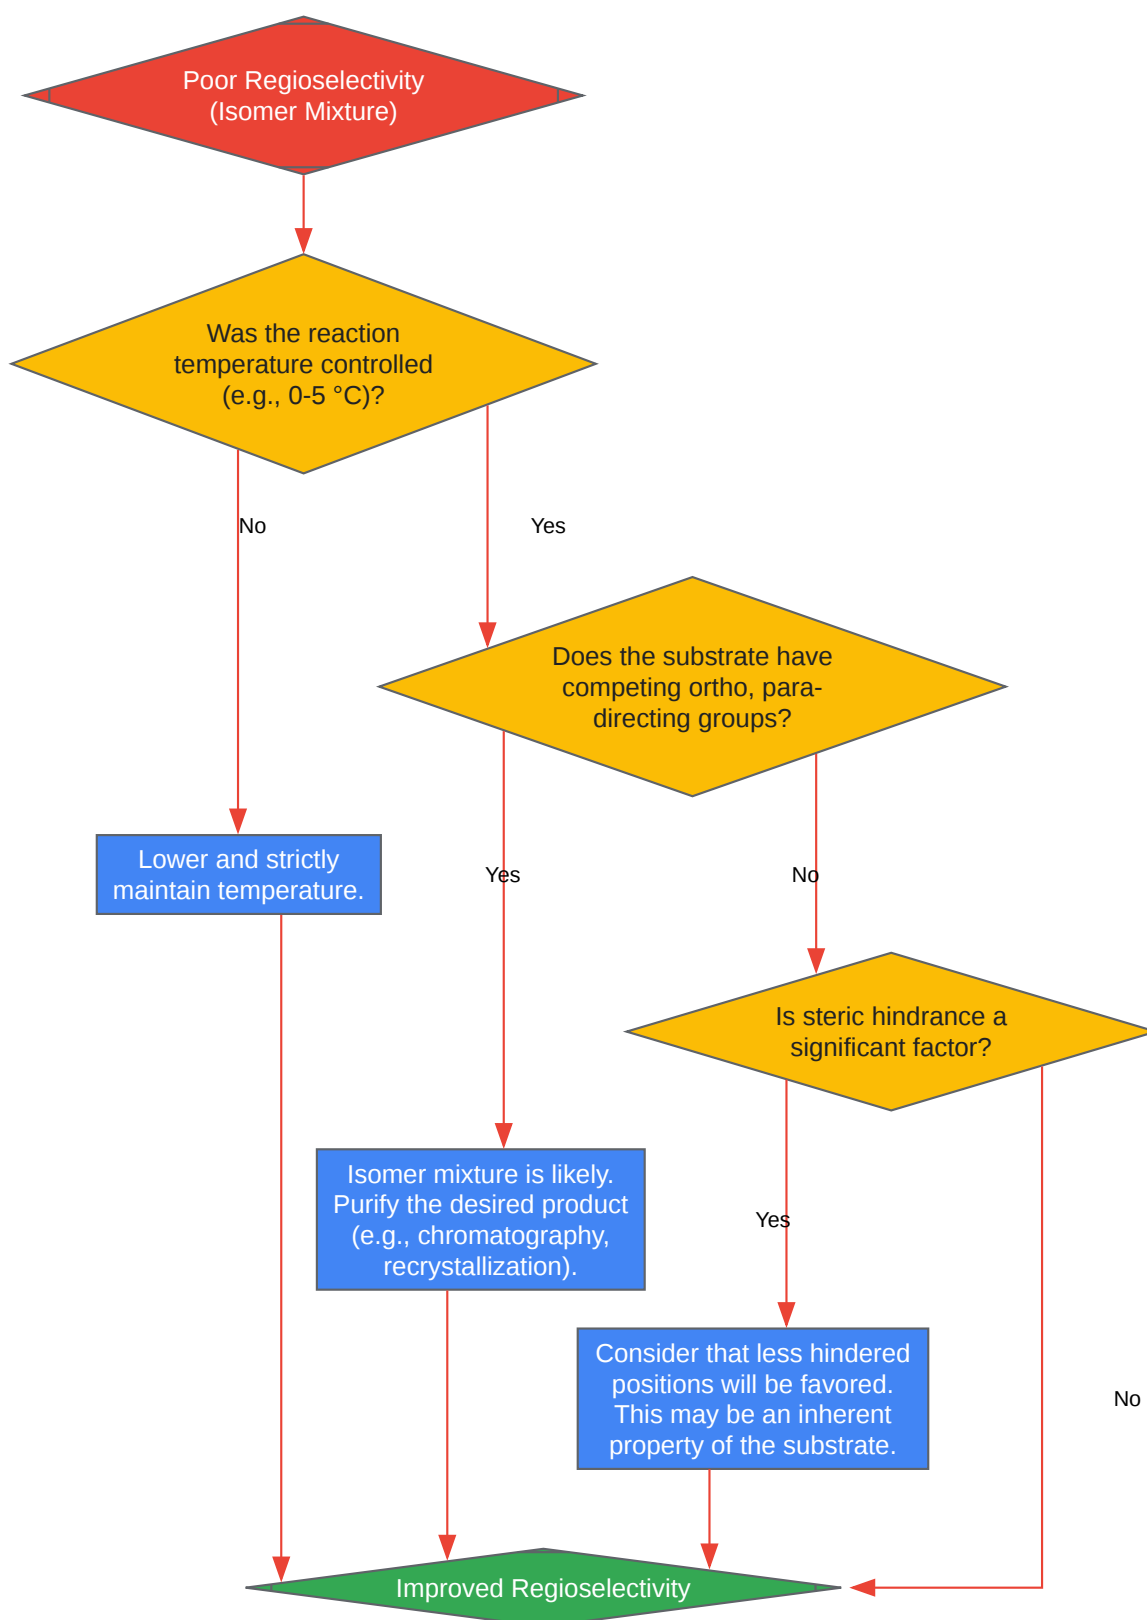 Poor Regioselectivity
(Isomer Mixture)
Was the reaction
temperature controlled
(e.g., 0-5 °C)?
No
Yes
Does the substrate have
competing ortho, para-
directing groups?
Lower and strictly
maintain temperature.
Yes
No
Is steric hindrance a
significant factor?
Isomer mixture is likely.
Purify the desired product
(e.g., chromatography,
recrystallization).
Yes
Consider that less hindered
positions will be favored.
This may be an inherent
property of the substrate.
No
Improved Regioselectivity